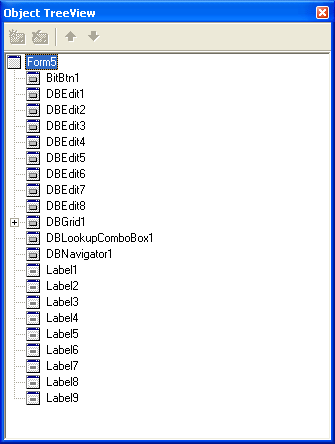 Object TreeView
Form5
BitBtn1
DBEdit1
DBEdit2
DBEdit3
DBEdit4
DBEdit5
DBEdit6
DBEdit7
DBEdit8
DBGrid1
DBLookupComboBox1
DBNavigator1
Label1
Label2
Label3
Label4
Label5
Label6
Label7
Label8
Label9